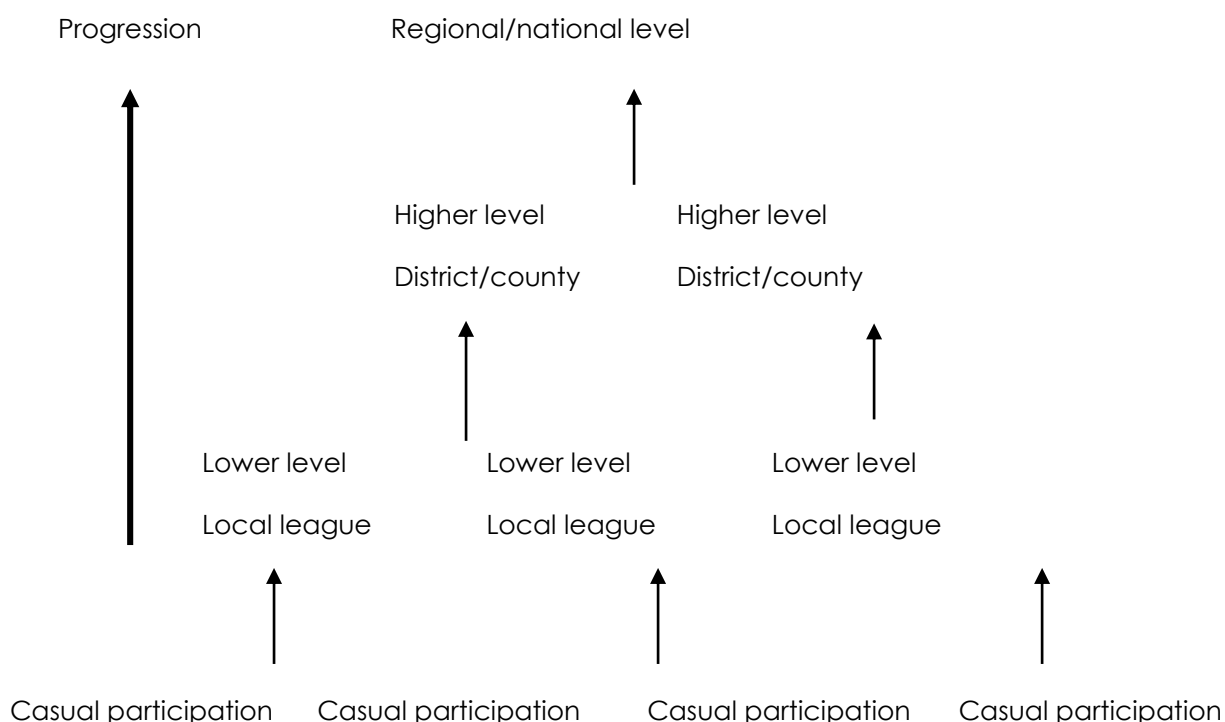 Progression Regional/national level
Higher level Higher level
District/county District/county
Lower level Lower level Lower level
Local league Local league Local league
Casual participation Casual participation Casual participation Casual participation